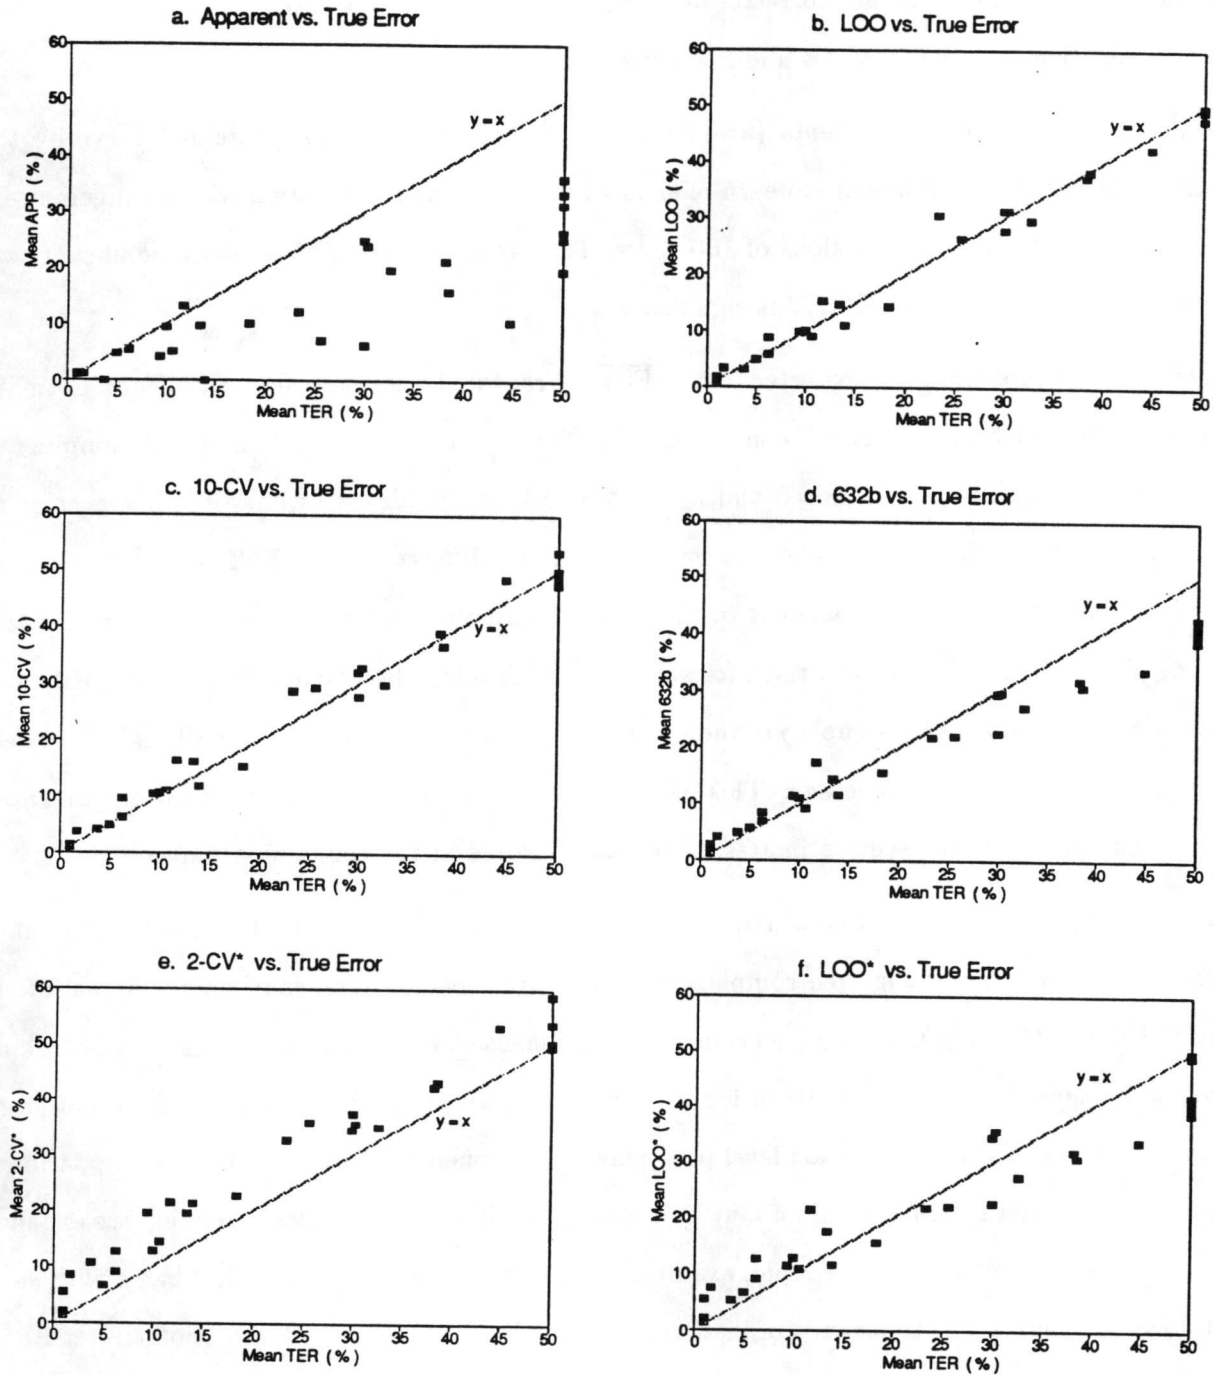 a. Apparent vs. True Error
60
50
40
30
20
10
0
Mean APP (%)
y = x
0 5 10 15 20 25 30 35 40 45 50
Mean TER (%)
b. LOO vs. True Error
60
50
40
30
20
10
0
Mean LOO (%)
y = x
0 5 10 15 20 25 30 35 40 45 50
Mean TER (%)
c. 10-CV vs. True Error
60
50
40
30
20
10
0
Mean 10-CV (%)
y = x
0 5 10 15 20 25 30 35 40 45 50
Mean TER (%)
d. 632b vs. True Error
60
50
40
30
20
10
0
Mean 632b (%)
y = x
0 5 10 15 20 25 30 35 40 45 50
Mean TER (%)
e. 2-CV* vs. True Error
60
50
40
30
20
10
0
Mean 2-CV* (%)
y = x
0 5 10 15 20 25 30 35 40 45 50
Mean TER (%)
f. LOO* vs. True Error
60
50
40
30
20
10
0
Mean LOO* (%)
y = x
0 5 10 15 20 25 30 35 40 45 50
Mean TER (%)